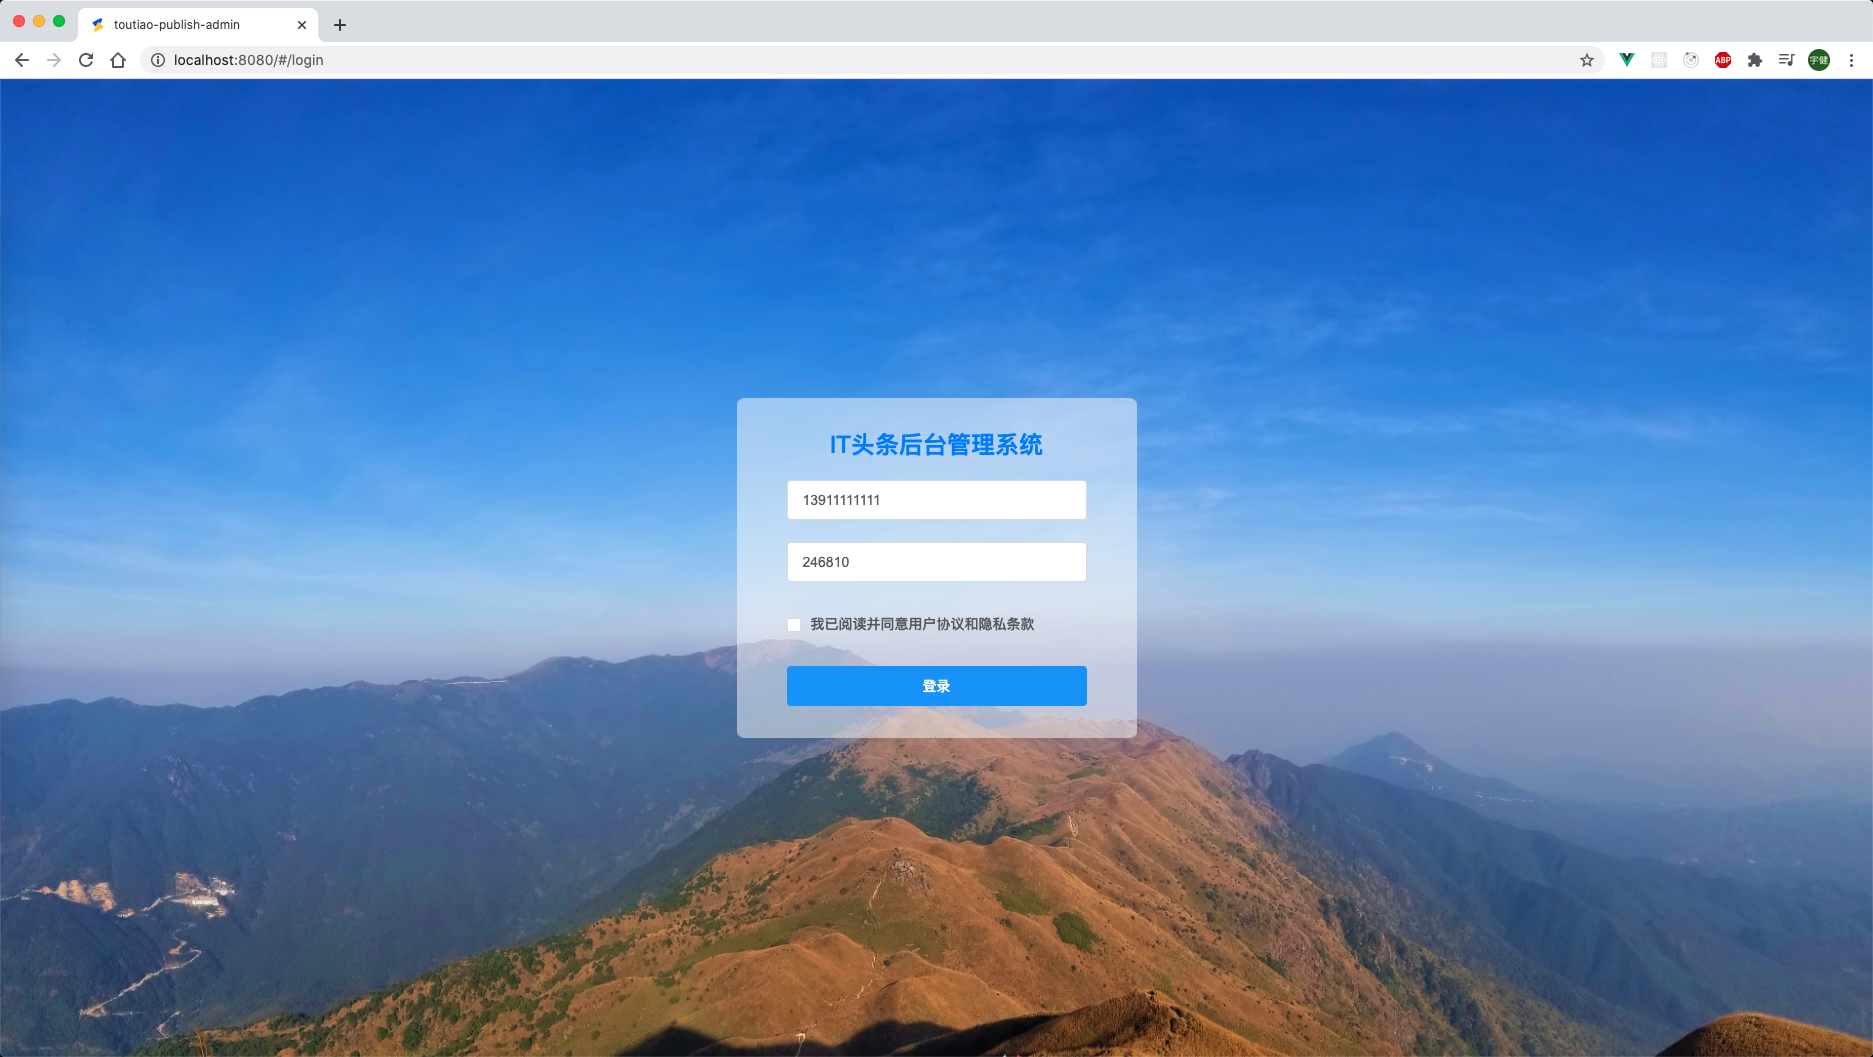 toutiao-publish-admin
localhost:8080/#/login
ABP
宇健
IT头条后台管理系统
13911111111
246810
我已阅读并同意用户协议和隐私条款
登录